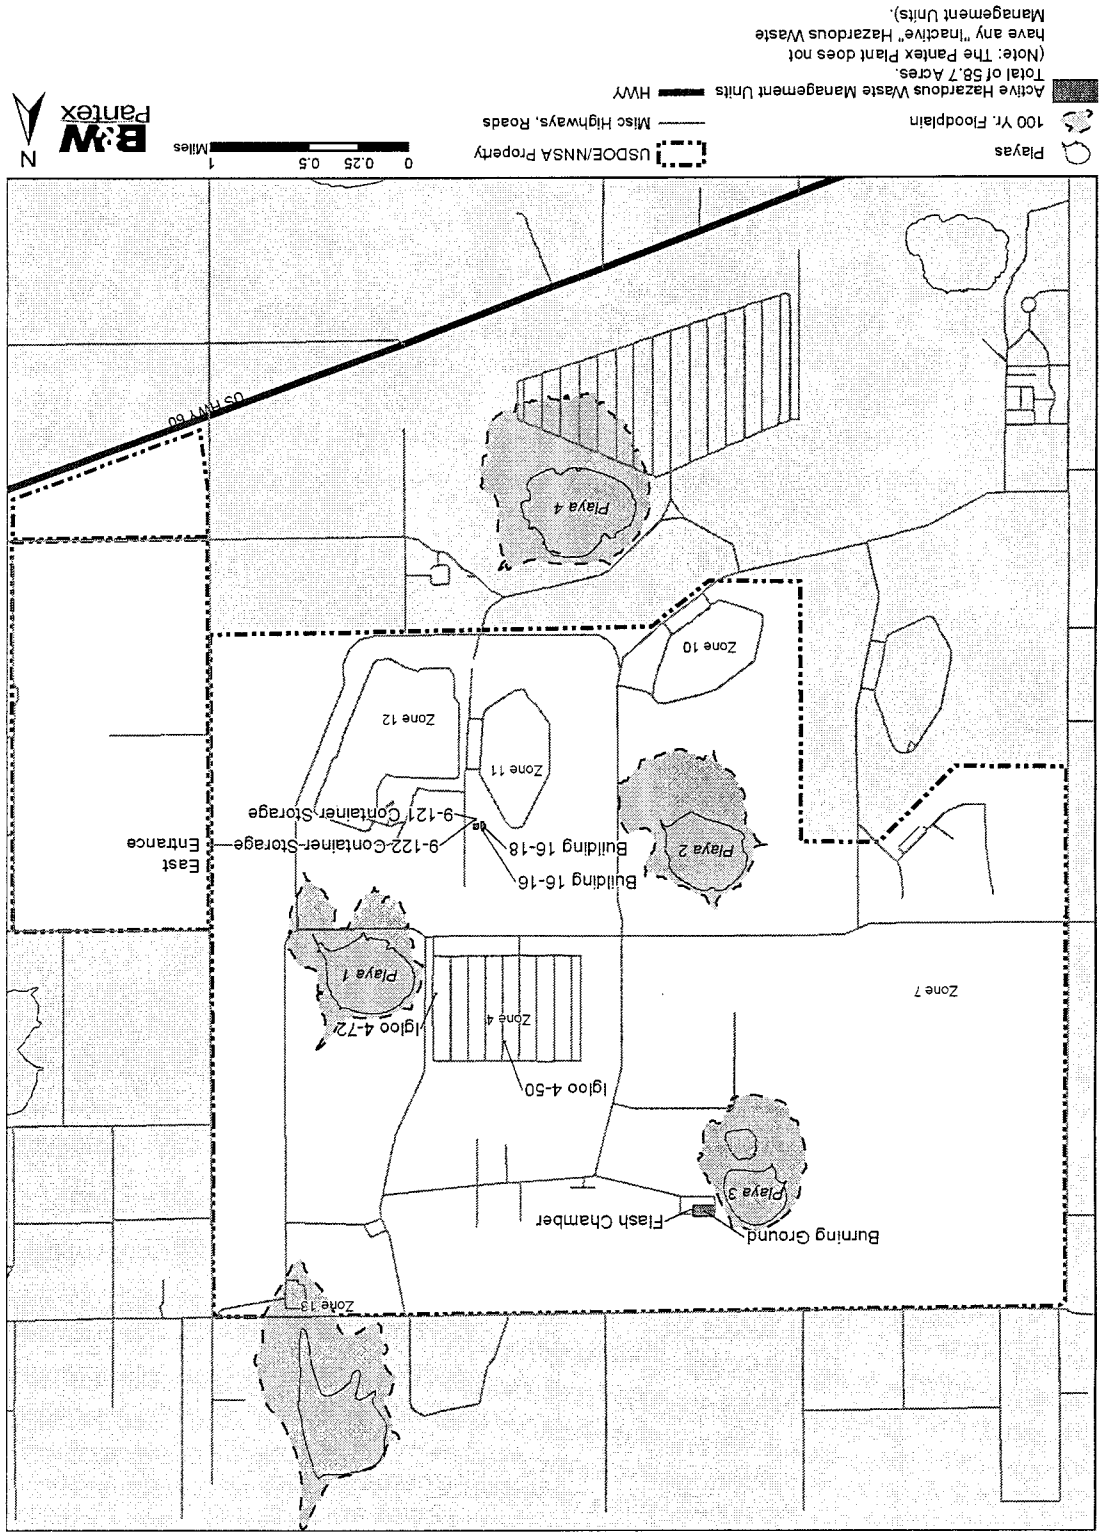 Zone 13
Burning Ground
Flash Chamber
Playa 3
Igloo 4-50
Igloo 4-72
Zone 4
Zone 7
Playa 1
Building 16-16
Building 16-18
East
Entrance
9-122 Container Storage
9-121 Container Storage
Playa 2
Zone 11
Zone 12
Zone 10
Playa 4
US HWY 60
Playas
100 Yr. Floodplain
Active Hazardous Waste Management Units
Total of 58.7 Acres.
(Note: The Pantex Plant does not
have any "Inactive" Hazardous Waste
Management Units).
USDOE/NNSA Property
Misc Highways, Roads
HWY
0 0.25 0.5 1
Miles
B&W
Pantex
N